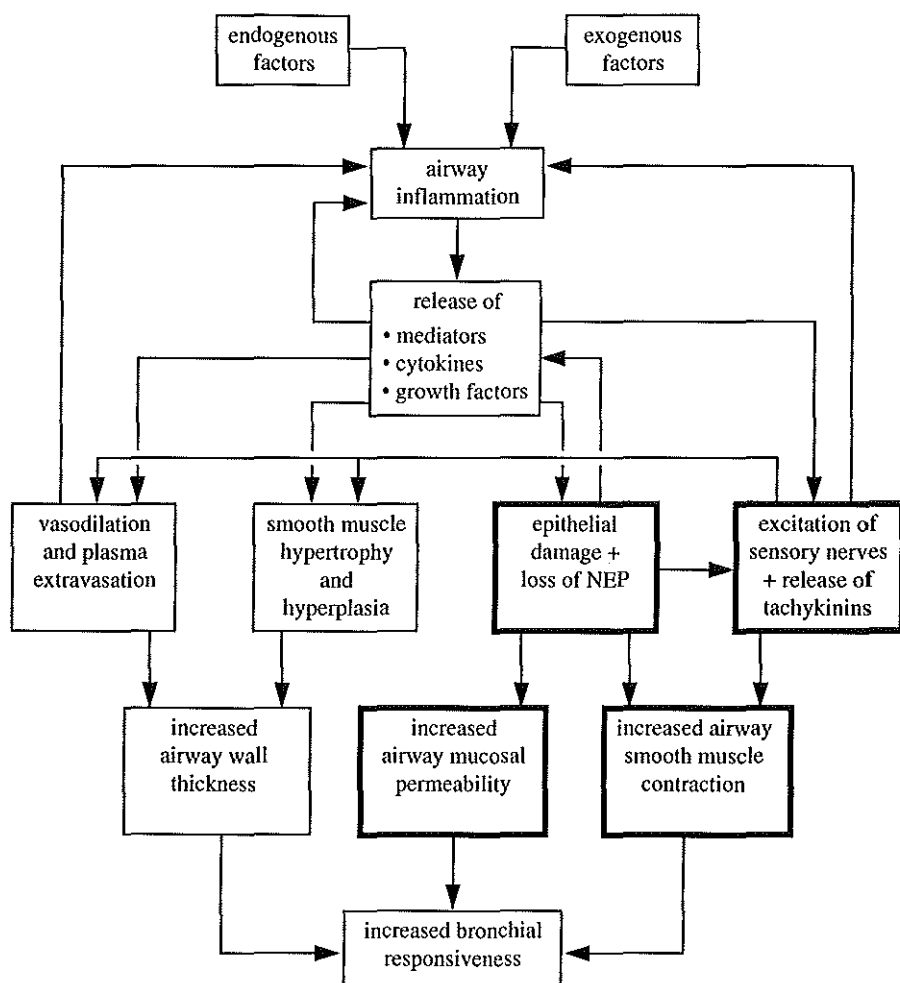 endogenous
factors
exogenous
factors
airway
inflammation
release of
• mediators
• cytokines
• growth factors
vasodilation
and plasma
extravasation
smooth muscle
hypertrophy
and
hyperplasia
epithelial
damage +
loss of NEP
excitation of
sensory nerves
+ release of
tachykinins
increased
airway wall
thickness
increased
airway mucosal
permeability
increased airway
smooth muscle
contraction
increased bronchial
responsiveness